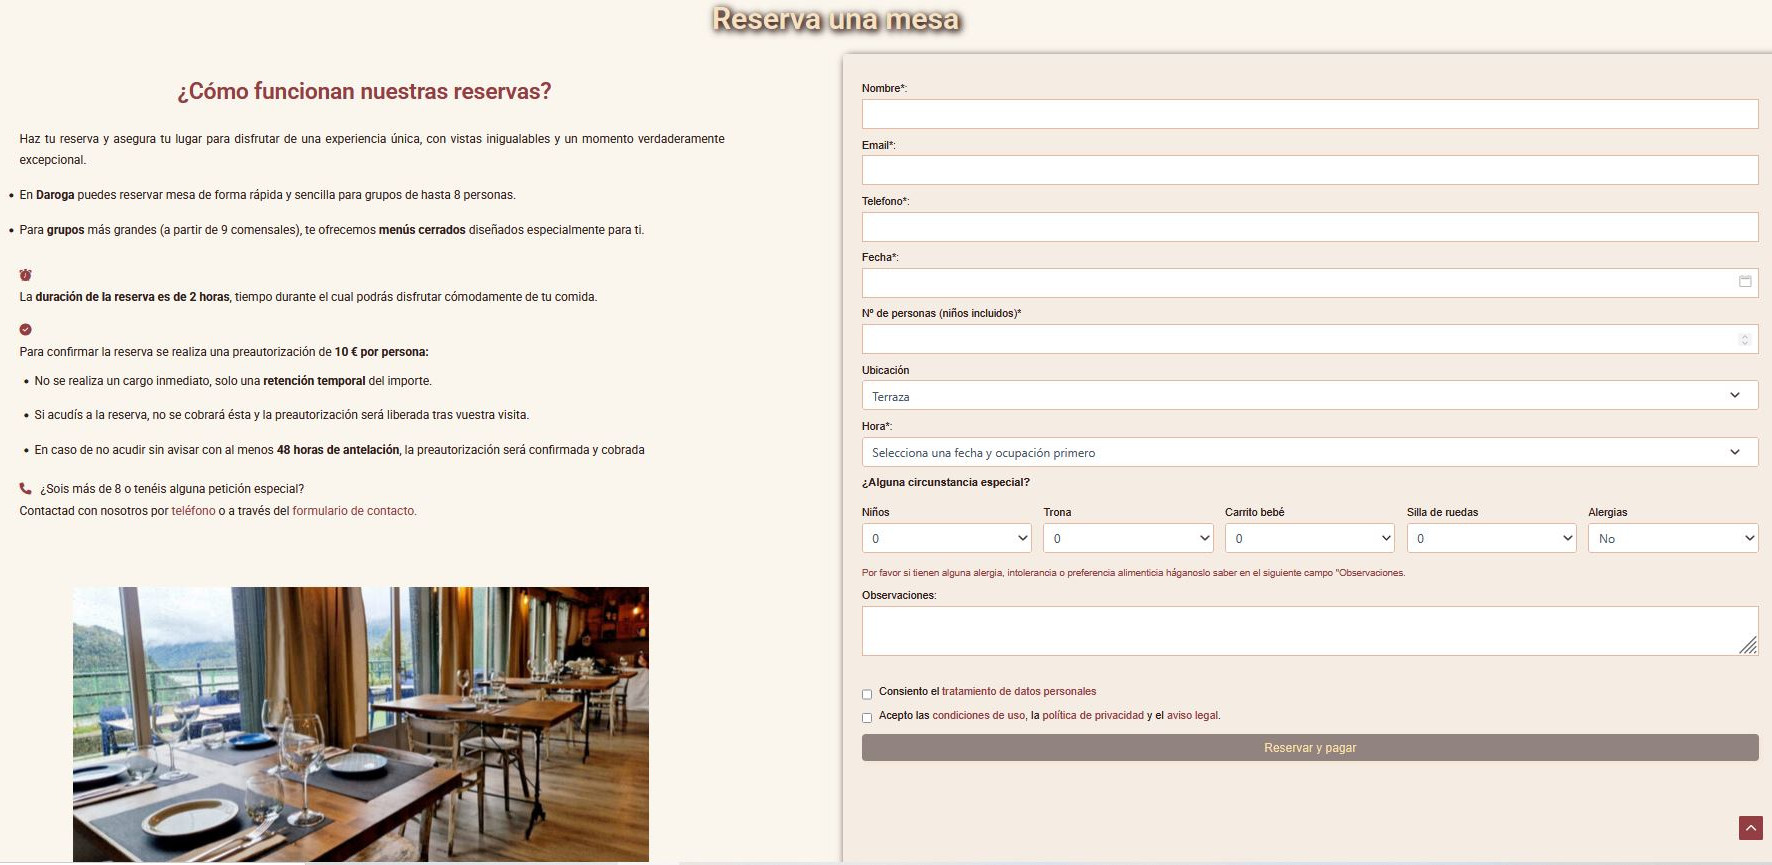 Reserva una mesa
¿Cómo funcionan nuestras reservas?
Haz tu reserva y asegura tu lugar para disfrutar de una experiencia única, con vistas inigualables y un momento verdaderamente
excepcional.
• En Daroga puedes reservar mesa de forma rápida y sencilla para grupos de hasta 8 personas.
• Para grupos más grandes (a partir de 9 comensales), te ofrecemos menús cerrados diseñados especialmente para ti.
La duración de la reserva es de 2 horas, tiempo durante el cual podrás disfrutar cómodamente de tu comida.
Para confirmar la reserva se realiza una preautorización de 10 € por persona:
• No se realiza un cargo inmediato, solo una retención temporal del importe.
• Si acudís a la reserva, no se cobrará ésta y la preautorización será liberada tras vuestra visita.
• En caso de no acudir sin avisar con al menos 48 horas de antelación, la preautorización será confirmada y cobrada
¿Sois más de 8 o tenéis alguna petición especial?
Contactad con nosotros por teléfono o a través del formulario de contacto.
Nombre*:
Email*:
Telefono*:
Fecha*:
Nº de personas (niños incluidos)*
Ubicación
Terraza
Hora*:
Selecciona una fecha y ocupación primero
¿Alguna circunstancia especial?
Niños Trona Carrito bebé Silla de ruedas Alergias
0 0 0 0 No
Por favor si tienen alguna alergia, intolerancia o preferencia alimenticia háganoslo saber en el siguiente campo "Observaciones.
Observaciones:
Consiento el tratamiento de datos personales
Acepto las condiciones de uso, la política de privacidad y el aviso legal.
Reservar y pagar